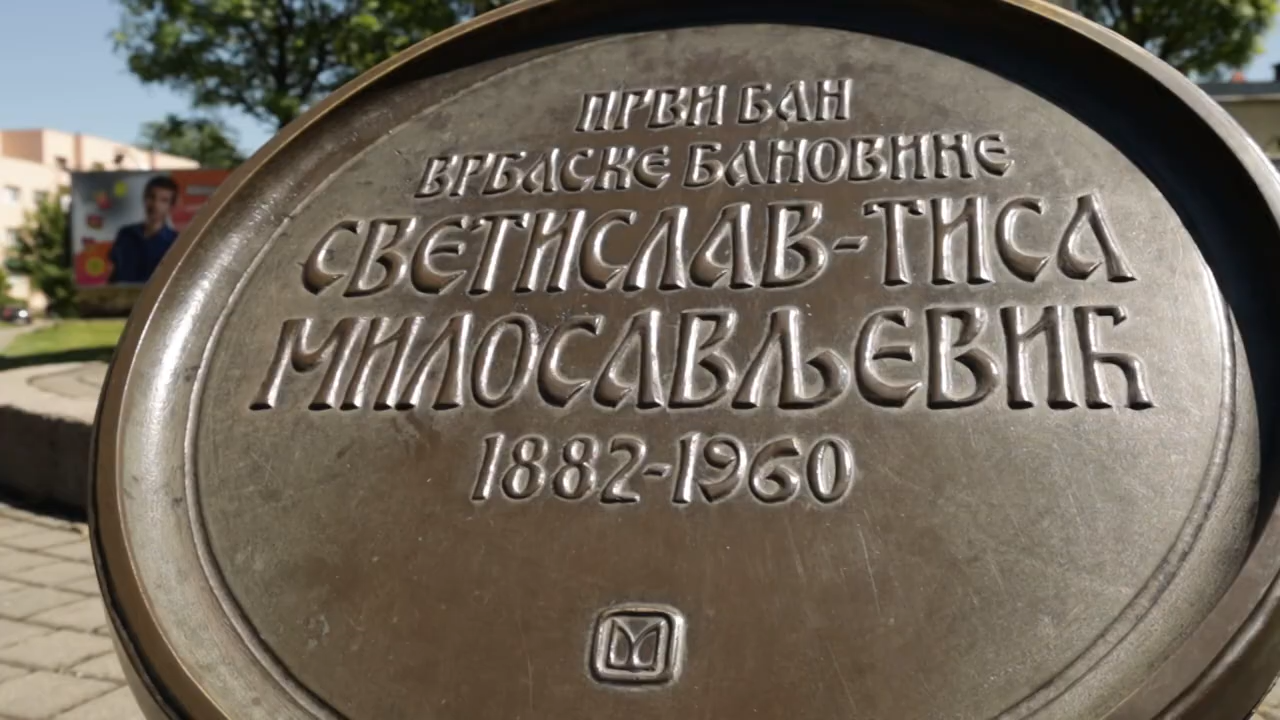 ПРВИ БАН
ВРБАСКЕ БАНОВИНЕ
СВЕТИСЛАВ-ТИСА
МИЛОСАВЉЕВИЋ
1882-1960